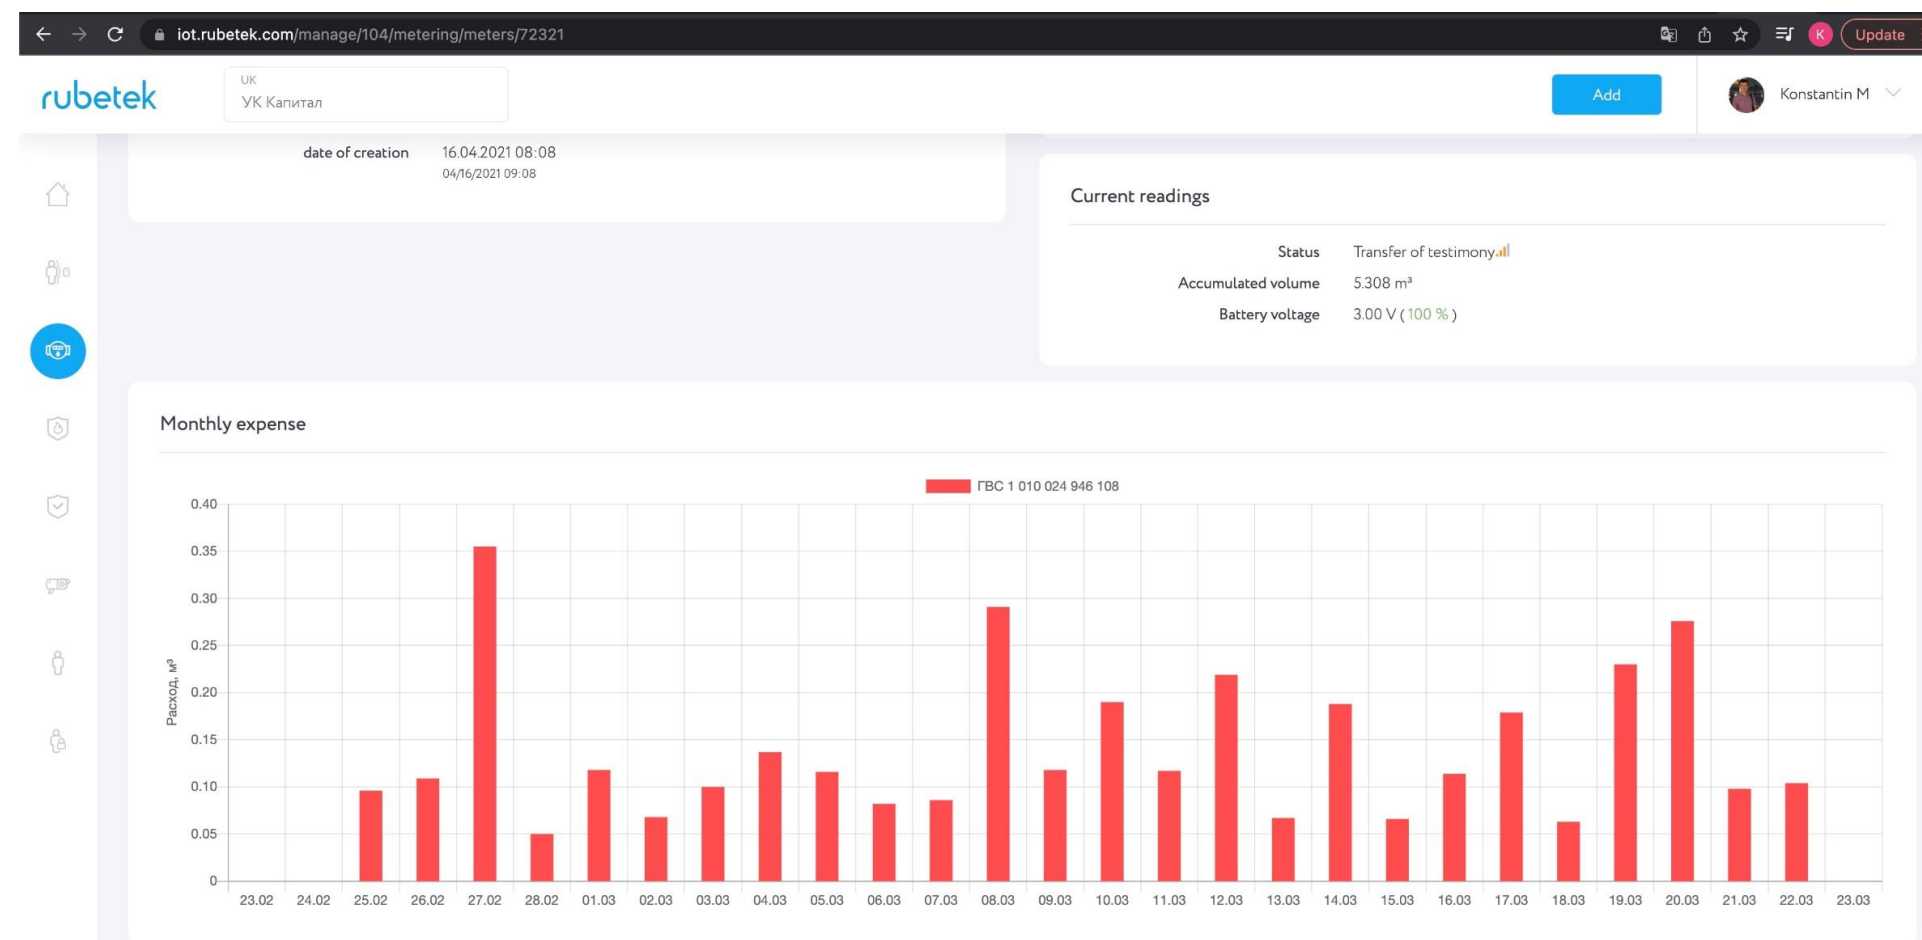 iot.rubetek.com/manage/104/metering/meters/72321
K
Update
rubetek
UK
УК Капитал
Add
Konstantin M
date of creation
16.04.2021 08:08
04/16/2021 09:08
Current readings
Status Transfer of testimony
Accumulated volume 5.308 m³
Battery voltage 3.00 V ( 100 % )
Monthly expense
ГВС 1 010 024 946 108
Расход, м³
0.40
0.35
0.30
0.25
0.20
0.15
0.10
0.05
0
23.02 24.02 25.02 26.02 27.02 28.02 01.03 02.03 03.03 04.03 05.03 06.03 07.03 08.03 09.03 10.03 11.03 12.03 13.03 14.03 15.03 16.03 17.03 18.03 19.03 20.03 21.03 22.03 23.03